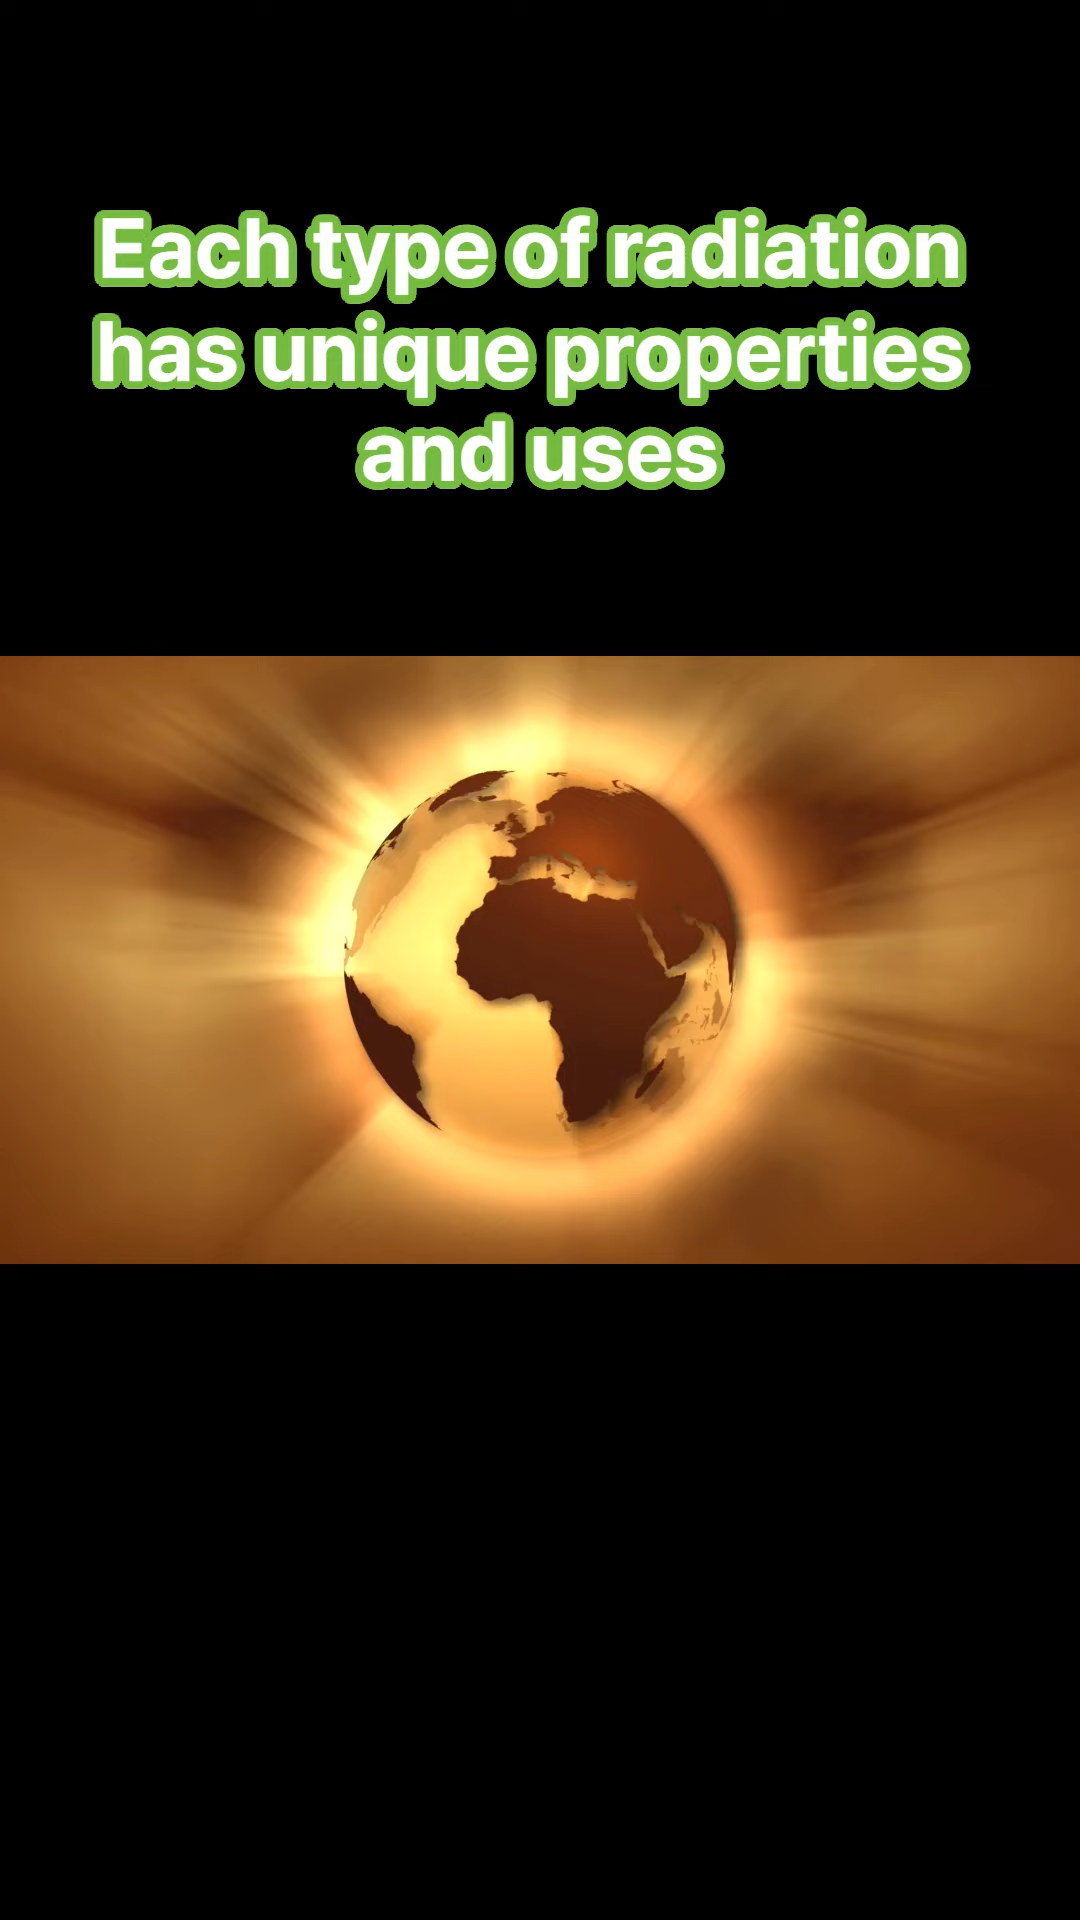 Each type of radiation
has unique properties
and uses